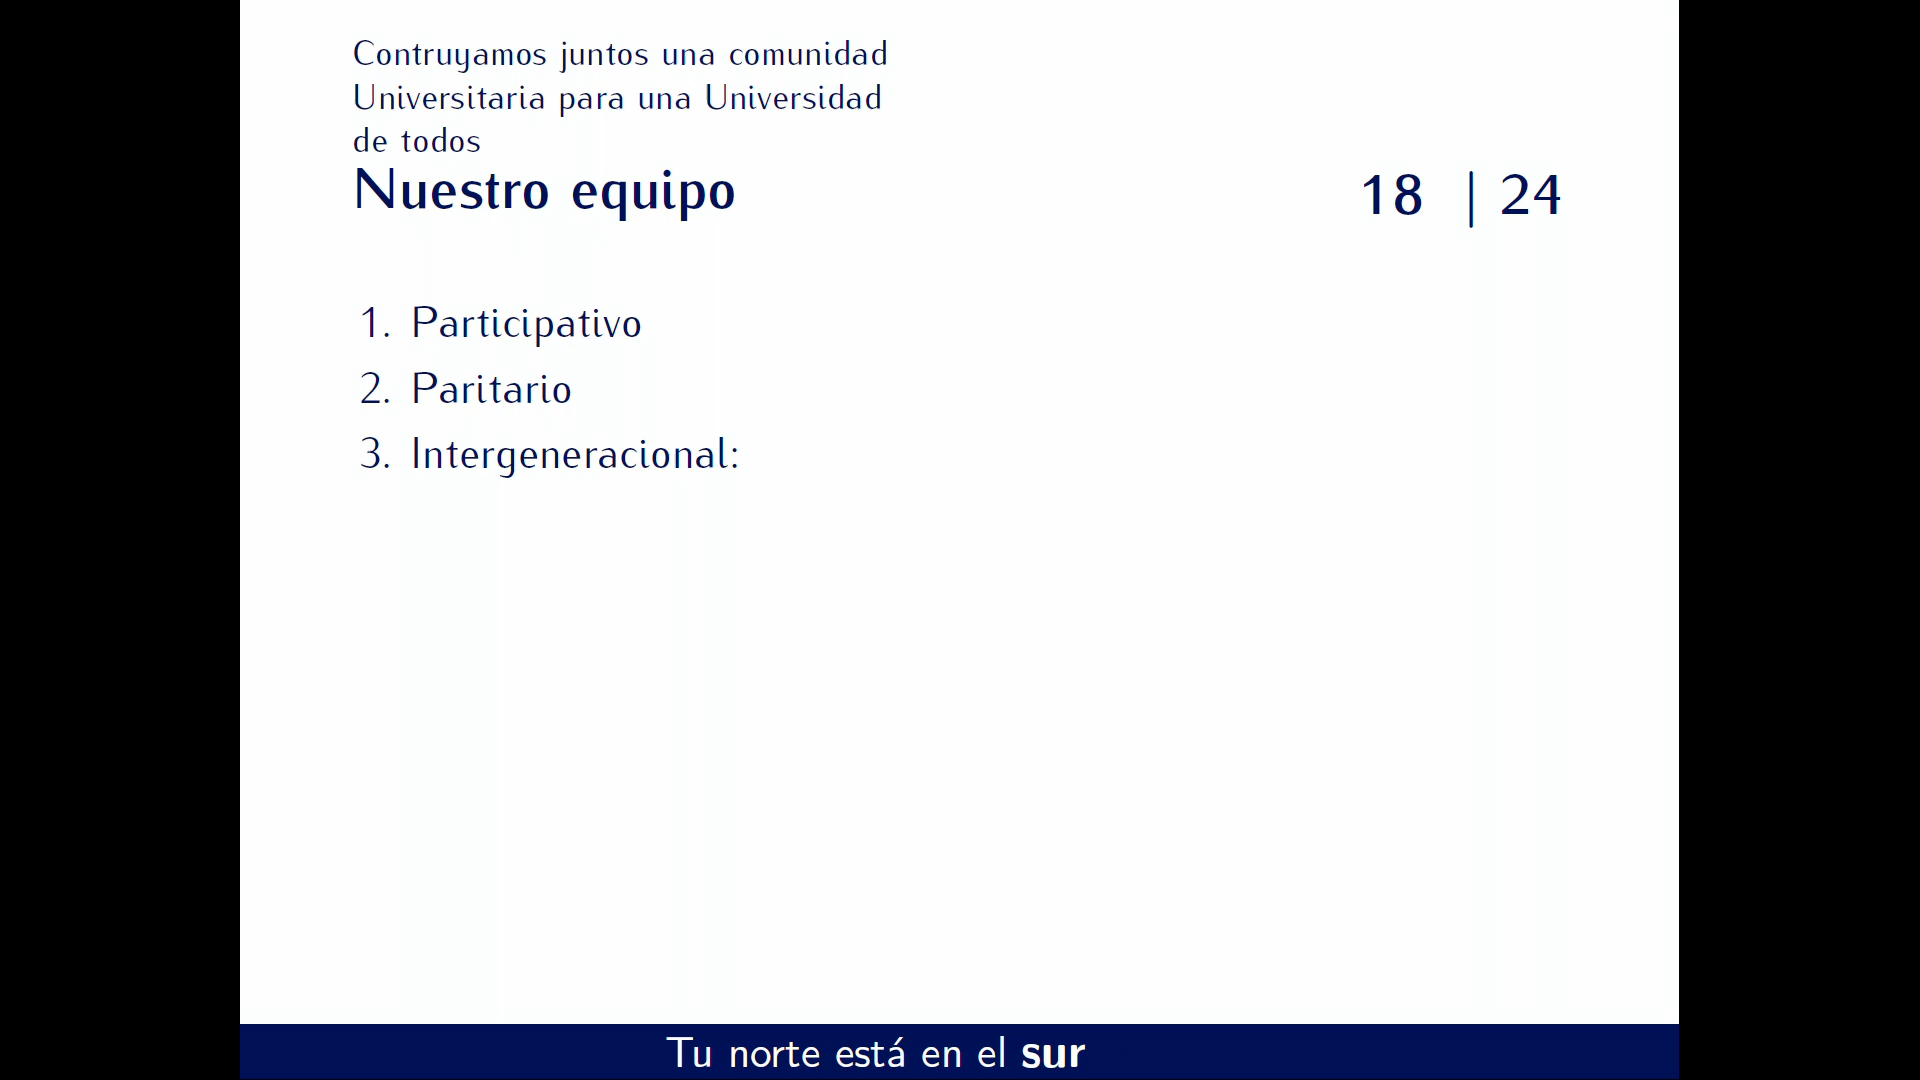 Contruyamos juntos una comunidad
Universitaria para una Universidad
de todos
Nuestro equipo
18 | 24
1. Participativo
2. Paritario
3. Intergeneracional:
Tu norte está en el sur